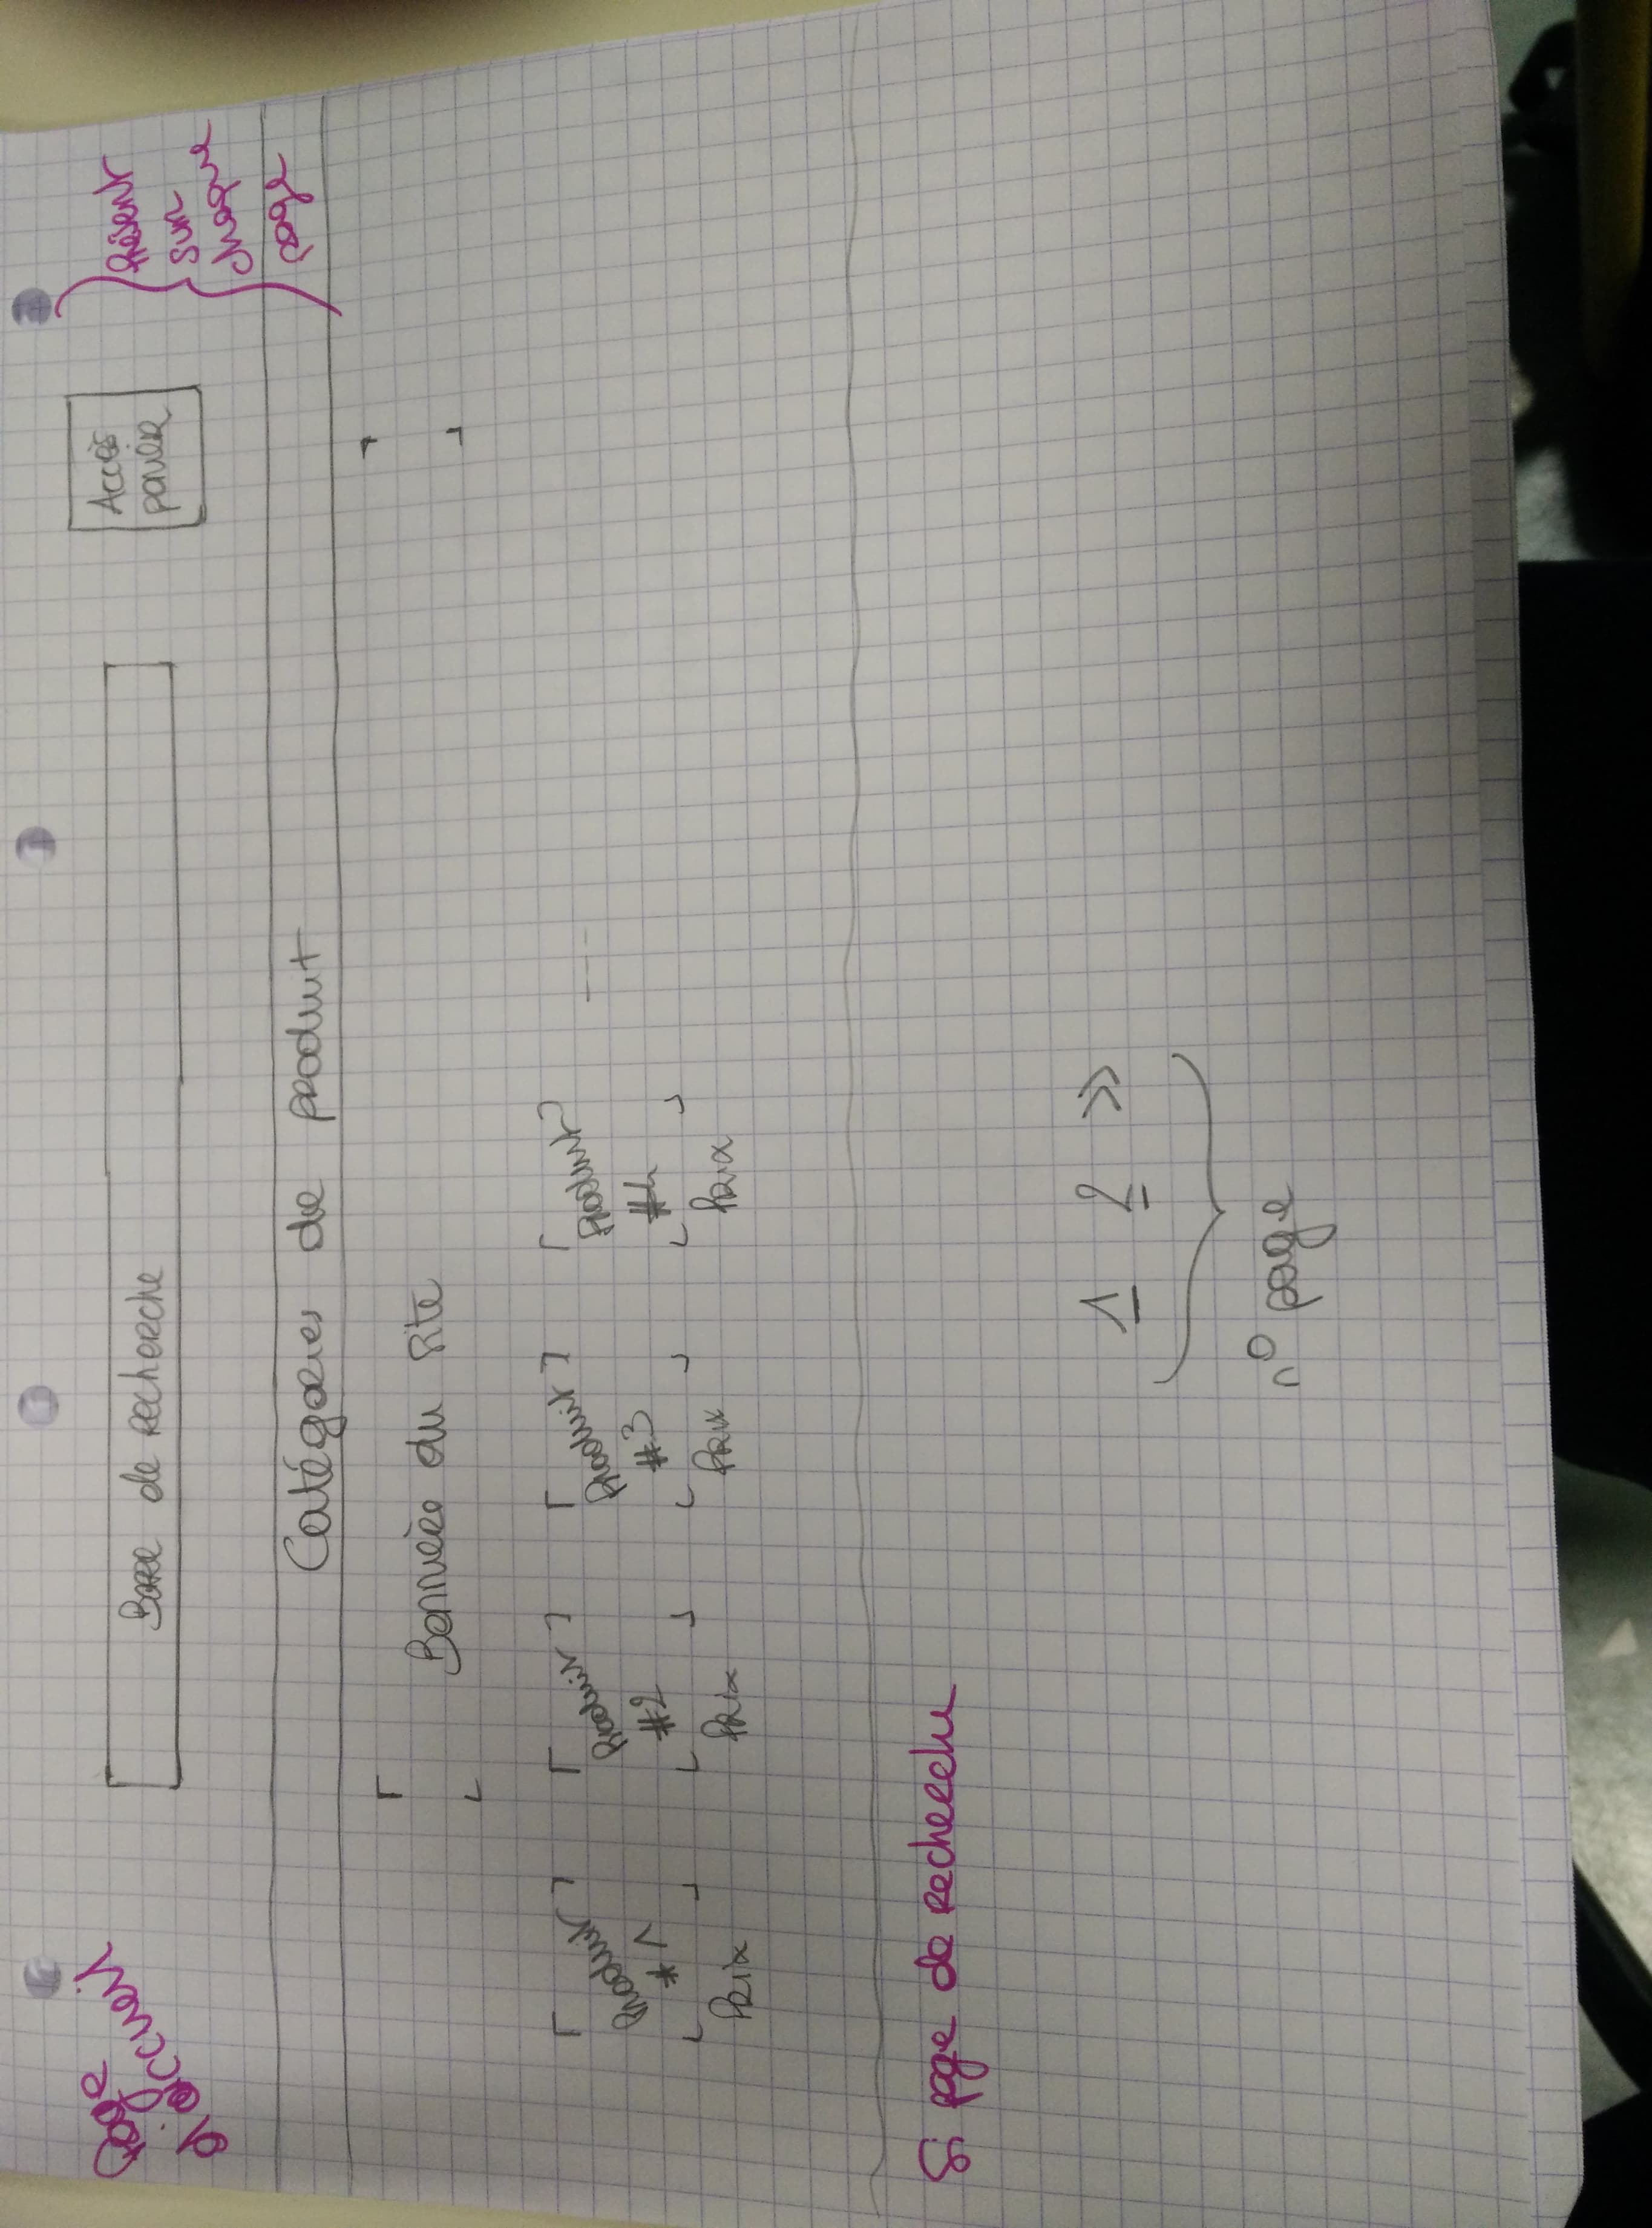 Page
d'accueil
Barre de recherche
Accès
panier
Présent
sur
chaque
page
Catégories de produit
Bannière du site
Produit
#1
Prix
Produit
#2
Prix
Produit
#3
Prix
Produit
#4
Prix
----
Si page de recherche
1 2 >>
n° page